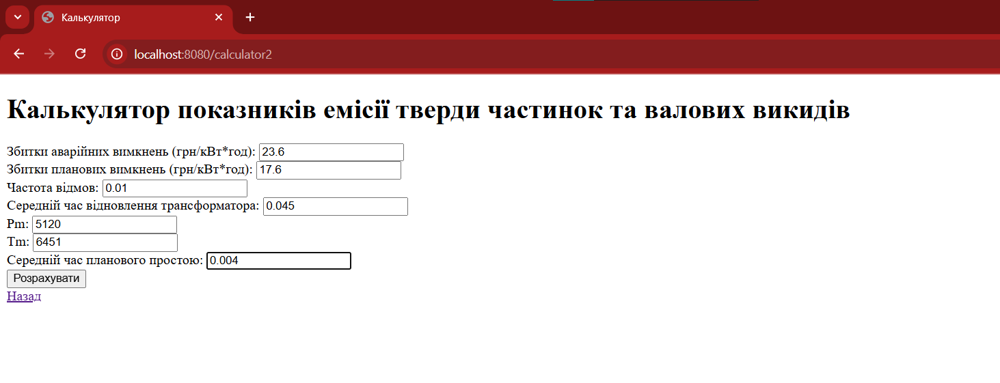 Калькулятор
localhost:8080/calculator2
Калькулятор показників емісії тверди частинок та валових викидів
Збитки аварійних вимкнень (грн/кВт*год): 23.6
Збитки планових вимкнень (грн/кВт*год): 17.6
Частота відмов: 0.01
Середній час відновлення трансформатора: 0.045
Pm: 5120
Tm: 6451
Середній час планового простою: 0.004
Розрахувати
Назад